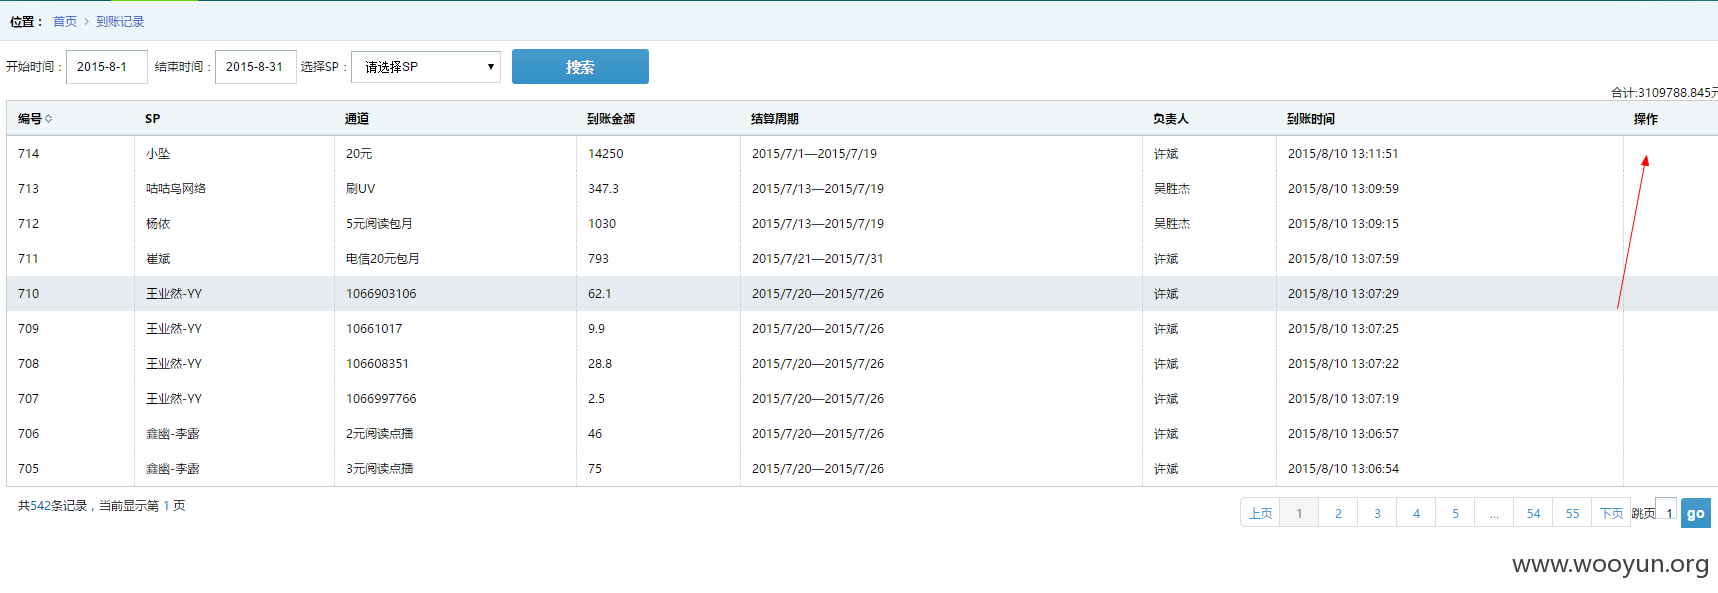 位置： 首页 > 到账记录
开始时间： 2015-8-1 结束时间： 2015-8-31 选择SP： 请选择SP 搜索
合计:3109788.845元
编号 SP 通道 到账金额 结算周期 负责人 到账时间 操作
714 小坠 20元 14250 2015/7/1—2015/7/19 许斌 2015/8/10 13:11:51
713 咕咕鸟网络 刷UV 347.3 2015/7/13—2015/7/19 吴胜杰 2015/8/10 13:09:59
712 杨依 5元阅读包月 1030 2015/7/13—2015/7/19 吴胜杰 2015/8/10 13:09:15
711 崔斌 电信20元包月 793 2015/7/21—2015/7/31 许斌 2015/8/10 13:07:59
710 王业然-YY 1066903106 62.1 2015/7/20—2015/7/26 许斌 2015/8/10 13:07:29
709 王业然-YY 10661017 9.9 2015/7/20—2015/7/26 许斌 2015/8/10 13:07:25
708 王业然-YY 106608351 28.8 2015/7/20—2015/7/26 许斌 2015/8/10 13:07:22
707 王业然-YY 1066997766 2.5 2015/7/20—2015/7/26 许斌 2015/8/10 13:07:19
706 鑫幽-李露 2元阅读点播 46 2015/7/20—2015/7/26 许斌 2015/8/10 13:06:57
705 鑫幽-李露 3元阅读点播 75 2015/7/20—2015/7/26 许斌 2015/8/10 13:06:54
共542条记录，当前显示第 1 页
上页 1 2 3 4 5 ... 54 55 下页 跳页 1 go
www.wooyun.org